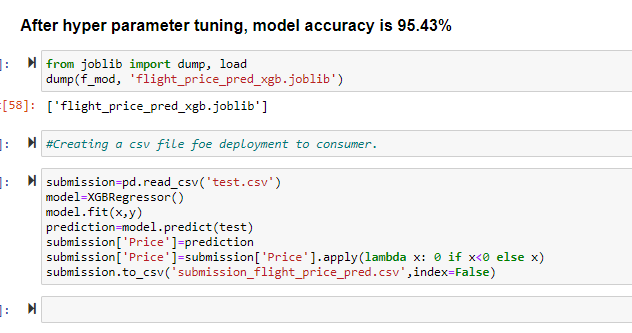 After hyper parameter tuning, model accuracy is 95.43%
]:
from joblib import dump, load
dump(f_mod, 'flight_price_pred_xgb.joblib')
[58]: ['flight_price_pred_xgb.joblib']
]: #Creating a csv file foe deployment to consumer.
]: submission=pd.read_csv('test.csv')
model=XGBRegressor()
model.fit(x,y)
prediction=model.predict(test)
submission['Price']=prediction
submission['Price']=submission['Price'].apply(lambda x: 0 if x<0 else x)
submission.to_csv('submission_flight_price_pred.csv',index=False)
]: